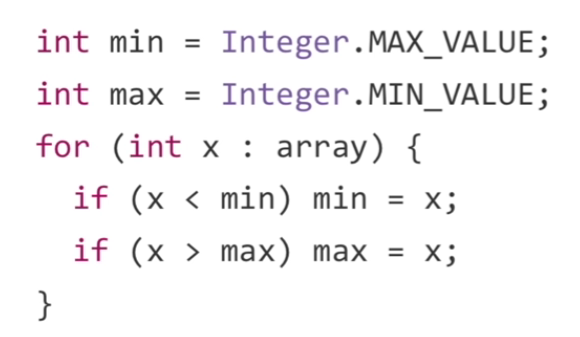 int min = Integer.MAX_VALUE;
int max = Integer.MIN_VALUE;
for (int x : array) {
  if (x < min) min = x;
  if (x > max) max = x;
}